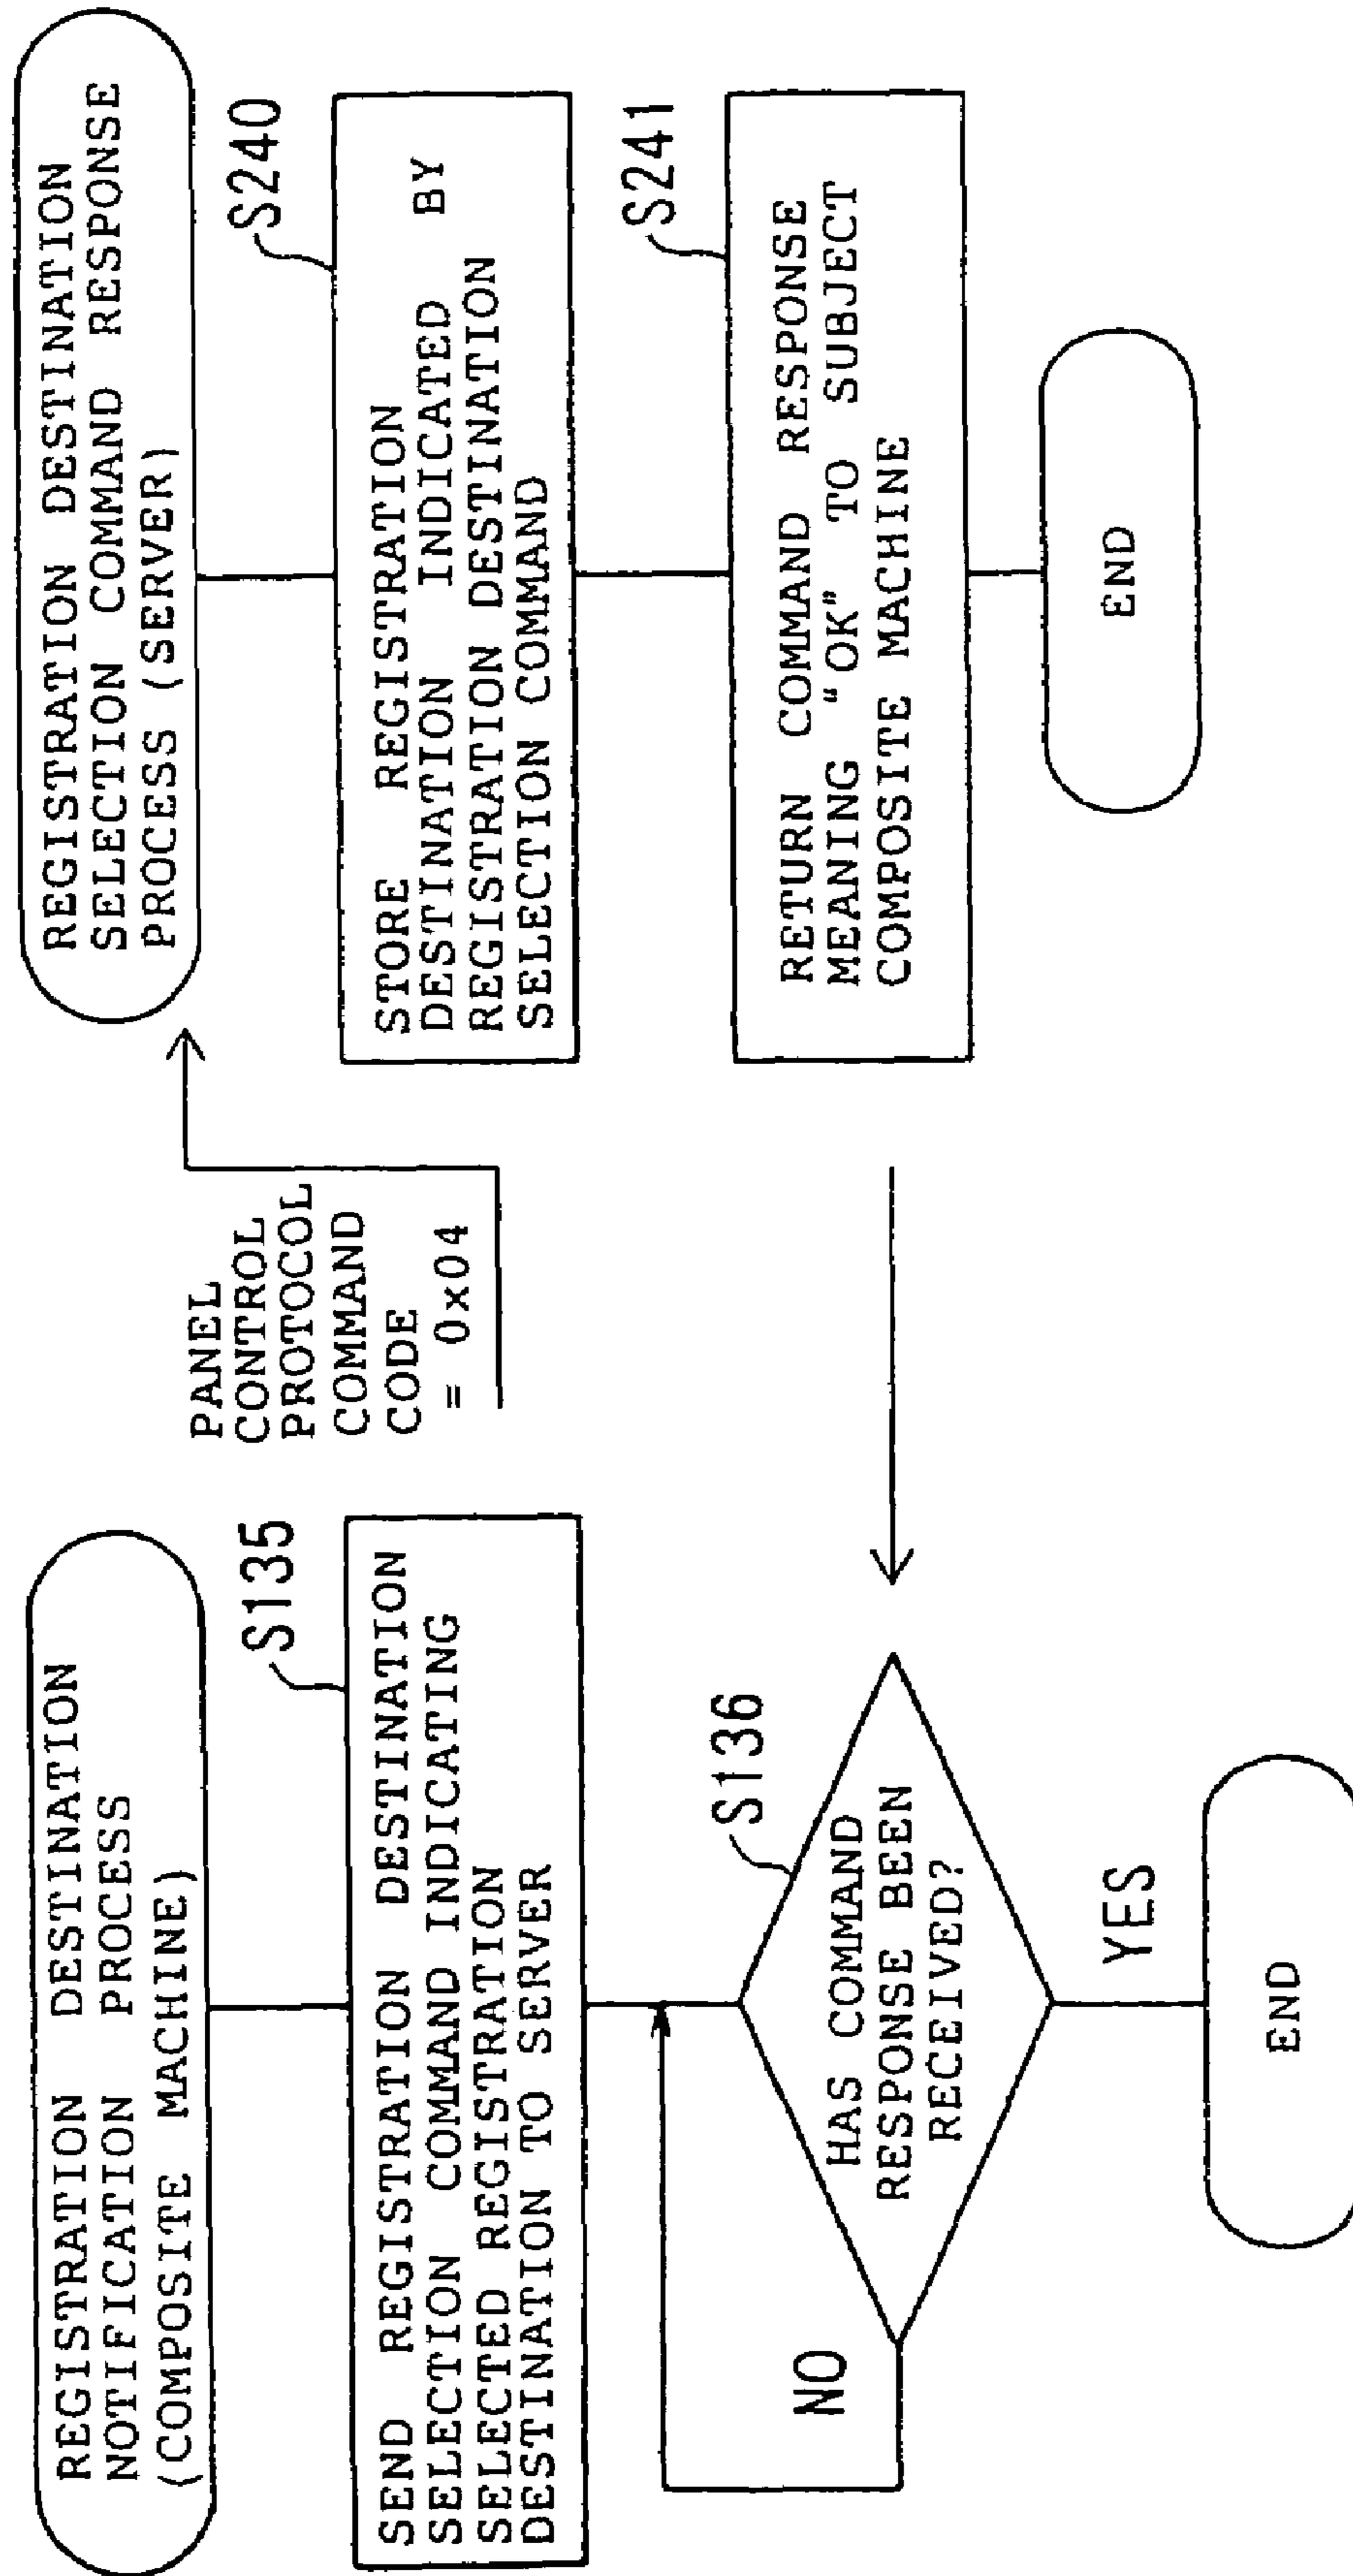 REGISTRATION DESTINATION
NOTIFICATION PROCESS
(COMPOSITE MACHINE)
S135
SEND REGISTRATION DESTINATION
SELECTION COMMAND INDICATING
SELECTED REGISTRATION
DESTINATION TO SERVER
S136
HAS COMMAND
RESPONSE BEEN
RECEIVED?
NO
YES
END
PANEL
CONTROL
PROTOCOL
COMMAND
CODE
= 0x04
REGISTRATION DESTINATION
SELECTION COMMAND RESPONSE
PROCESS (SERVER)
S240
STORE REGISTRATION
DESTINATION INDICATED BY
REGISTRATION DESTINATION
SELECTION COMMAND
S241
RETURN COMMAND RESPONSE
MEANING "OK" TO SUBJECT
COMPOSITE MACHINE
END